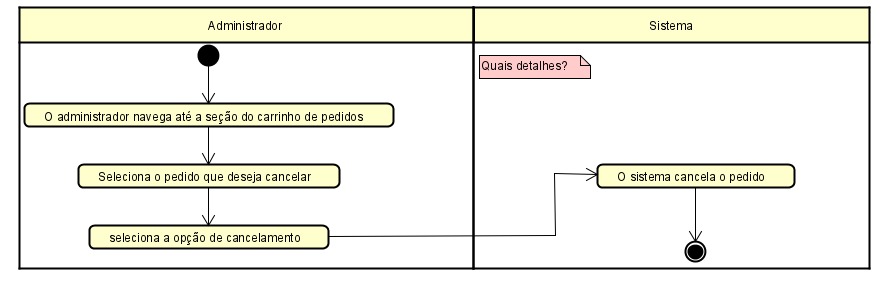 Administrador
Sistema
Quais detalhes?
O administrador navega até a seção do carrinho de pedidos
Seleciona o pedido que deseja cancelar
O sistema cancela o pedido
seleciona a opção de cancelamento